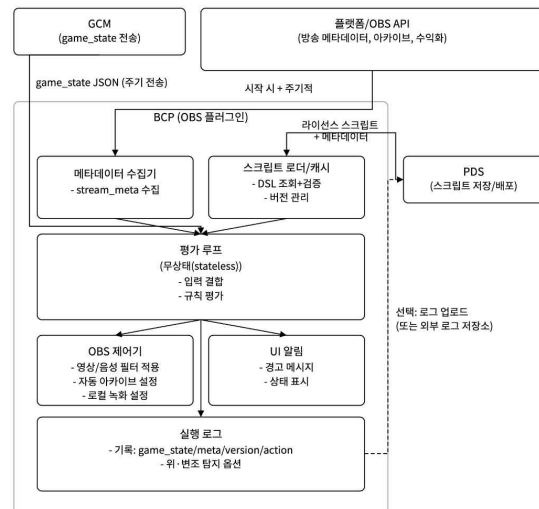 GCM
(game_state 전송)
플랫폼/OBS API
(방송 메타데이터, 아카이브, 수익화)
game_state JSON (주기 전송)
시작 시 + 주기적
BCP (OBS 플러그인)
라이선스 스크립트
+ 메타데이터
메타데이터 수집기
- stream_meta 수집
스크립트 로더/캐시
- DSL 조회+검증
- 버전 관리
PDS
(스크립트 저장/배포)
평가 루프
(무상태(stateless))
- 입력 결합
- 규칙 평가
선택: 로그 업로드
(또는 외부 로그 저장소)
OBS 제어기
- 영상/음성 필터 적용
- 자동 아카이브 설정
- 로컬 녹화 설정
UI 알림
- 경고 메시지
- 상태 표시
실행 로그
- 기록: game_state/meta/version/action
- 위·변조 탐지 옵션